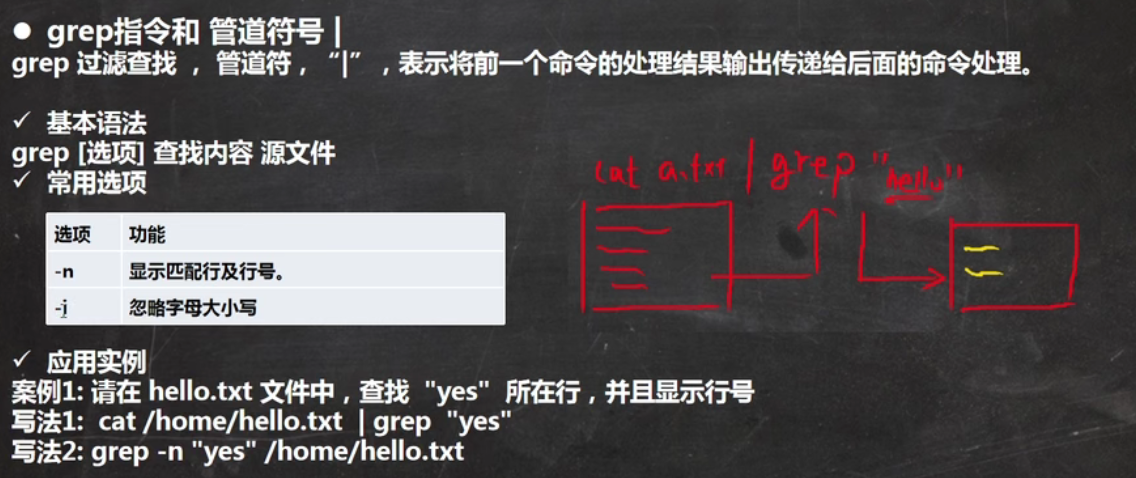 ● grep指令和 管道符号 |
grep 过滤查找 ， 管道符， “|” ，表示将前一个命令的处理结果输出传递给后面的命令处理。
✓ 基本语法
grep [选项] 查找内容 源文件
✓ 常用选项
选项 功能
-n 显示匹配行及行号。
-i 忽略字母大小写
cat a.txt | grep "hello"
✓ 应用实例
案例1: 请在 hello.txt 文件中，查找 "yes" 所在行，并且显示行号
写法1: cat /home/hello.txt | grep "yes"
写法2: grep -n "yes" /home/hello.txt